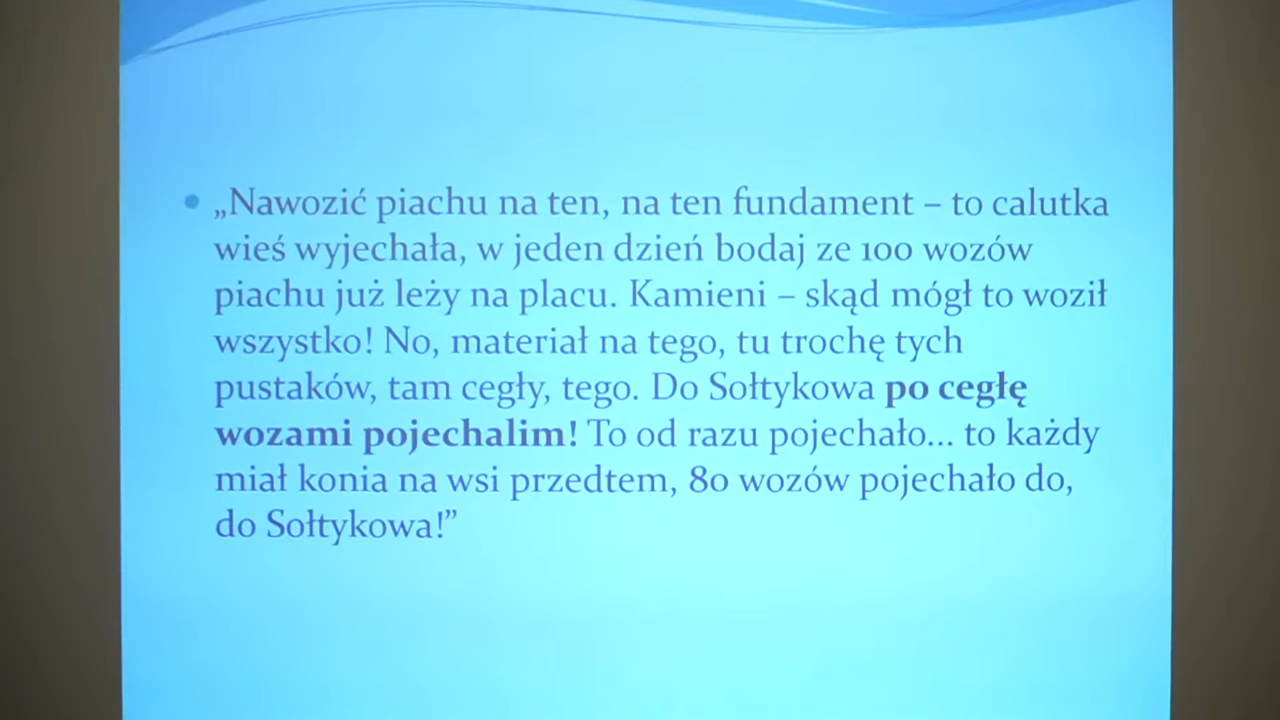 • „Nawozić piachu na ten, na ten fundament – to calutka
wieś wyjechała, w jeden dzień bodaj ze 100 wozów
piachu już leży na placu. Kamieni – skąd mógł to woził
wszystko! No, materiał na tego, tu trochę tych
pustaków, tam cegły, tego. Do Sołtykowa po cegłę
wozami pojechalim! To od razu pojechało... to każdy
miał konia na wsi przedtem, 80 wozów pojechało do,
do Sołtykowa!”